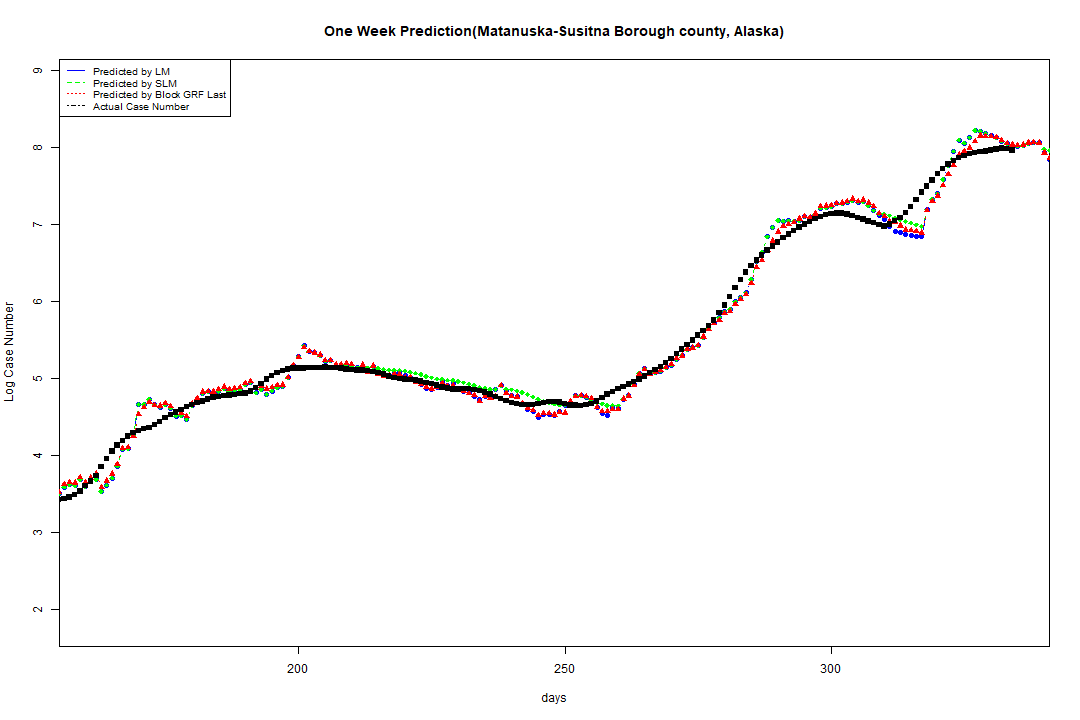 One Week Prediction(Matanuska-Susitna Borough county, Alaska)
Predicted by LM
Predicted by SLM
Predicted by Block GRF Last
Actual Case Number
Log Case Number
9
8
7
6
5
4
3
2
200 250 300
days